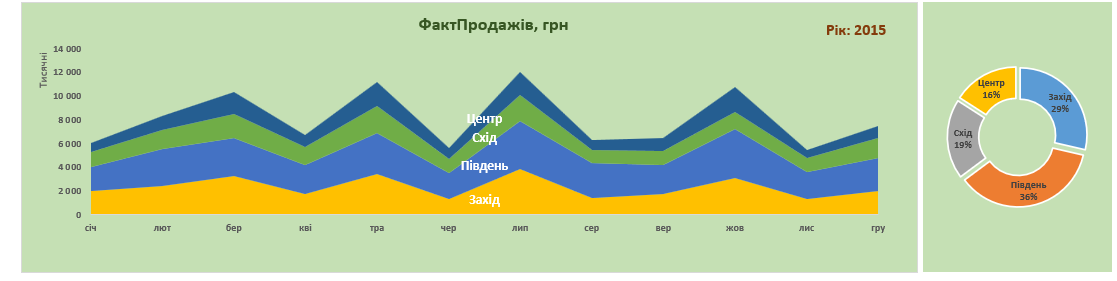 ФактПродажів, грн
Рік: 2015
Тисячні
14 000
12 000
10 000
8 000
6 000
4 000
2 000
0
Центр
Схід
Південь
Захід
січ лют бер кві тра чер лип сер вер жов лис гру
Центр
16%
Захід
29%
Схід
19%
Південь
36%